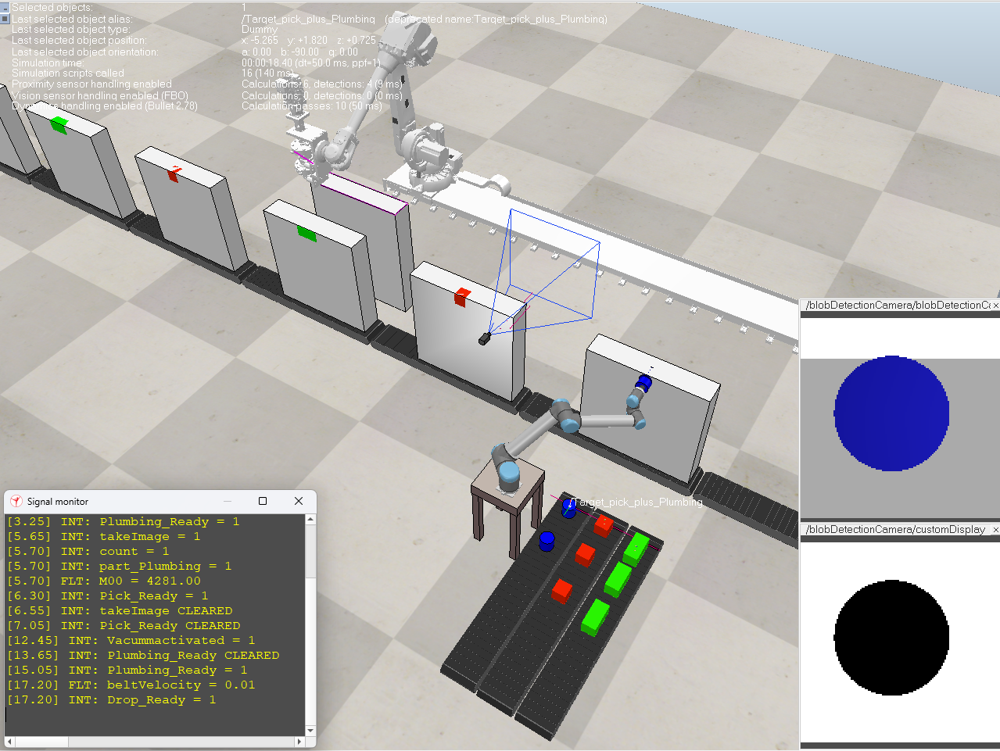 Selected objects: 1
Last selected object alias: /Target_pick_plus_Plumbing (deprecated name:Target_pick_plus_Plumbing)
Last selected object type: Dummy
Last selected object position: x: -5.265 y: +1.820 z: +0.725
Last selected object orientation: a: 0.00 b: -90.00 g: 0.00
Simulation time: 00:00:18.40 (dt=50.0 ms, ppf=1)
Simulation scripts called 16 (140 ms)
Proximity sensor handling enabled Calculations: 6, detections: 4 (9 ms)
Vision sensor handling enabled (FBO) Calculations: 0, detections: 0 (0 ms)
Dynamics handling enabled (Bullet 2.78) Calculation passes: 10 (50 ms)
/blobDetectionCamera/blobDetectionCa ×
/Target_pick_plus_Plumbing
/blobDetectionCamera/customDisplay ×
Signal monitor
[3.25] INT: Plumbing_Ready = 1
[5.65] INT: takeImage = 1
[5.70] INT: count = 1
[5.70] INT: part_Plumbing = 1
[5.70] FLT: M00 = 4281.00
[6.30] INT: Pick_Ready = 1
[6.55] INT: takeImage CLEARED
[7.05] INT: Pick_Ready CLEARED
[12.45] INT: Vacummactivated = 1
[13.65] INT: Plumbing_Ready CLEARED
[15.05] INT: Plumbing_Ready = 1
[17.20] FLT: beltVelocity = 0.01
[17.20] INT: Drop_Ready = 1